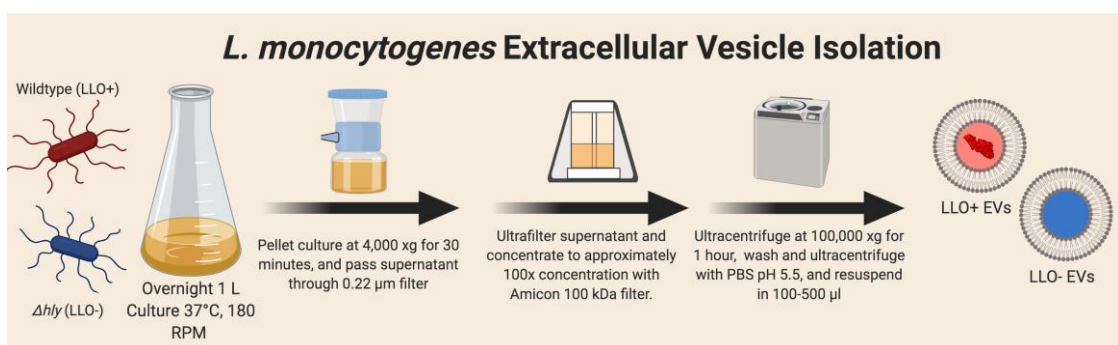 L. monocytogenes Extracellular Vesicle Isolation
Wildtype (LLO+)
Δhly (LLO-)
Overnight 1 L
Culture 37°C, 180
RPM
Pellet culture at 4,000 xg for 30
minutes, and pass supernatant
through 0.22 μm filter
Ultrafilter supernatant and
concentrate to approximately
100x concentration with
Amicon 100 kDa filter.
Ultracentrifuge at 100,000 xg for
1 hour, wash and ultracentrifuge
with PBS pH 5.5, and resuspend
in 100-500 μl
LLO+ EVs
LLO- EVs